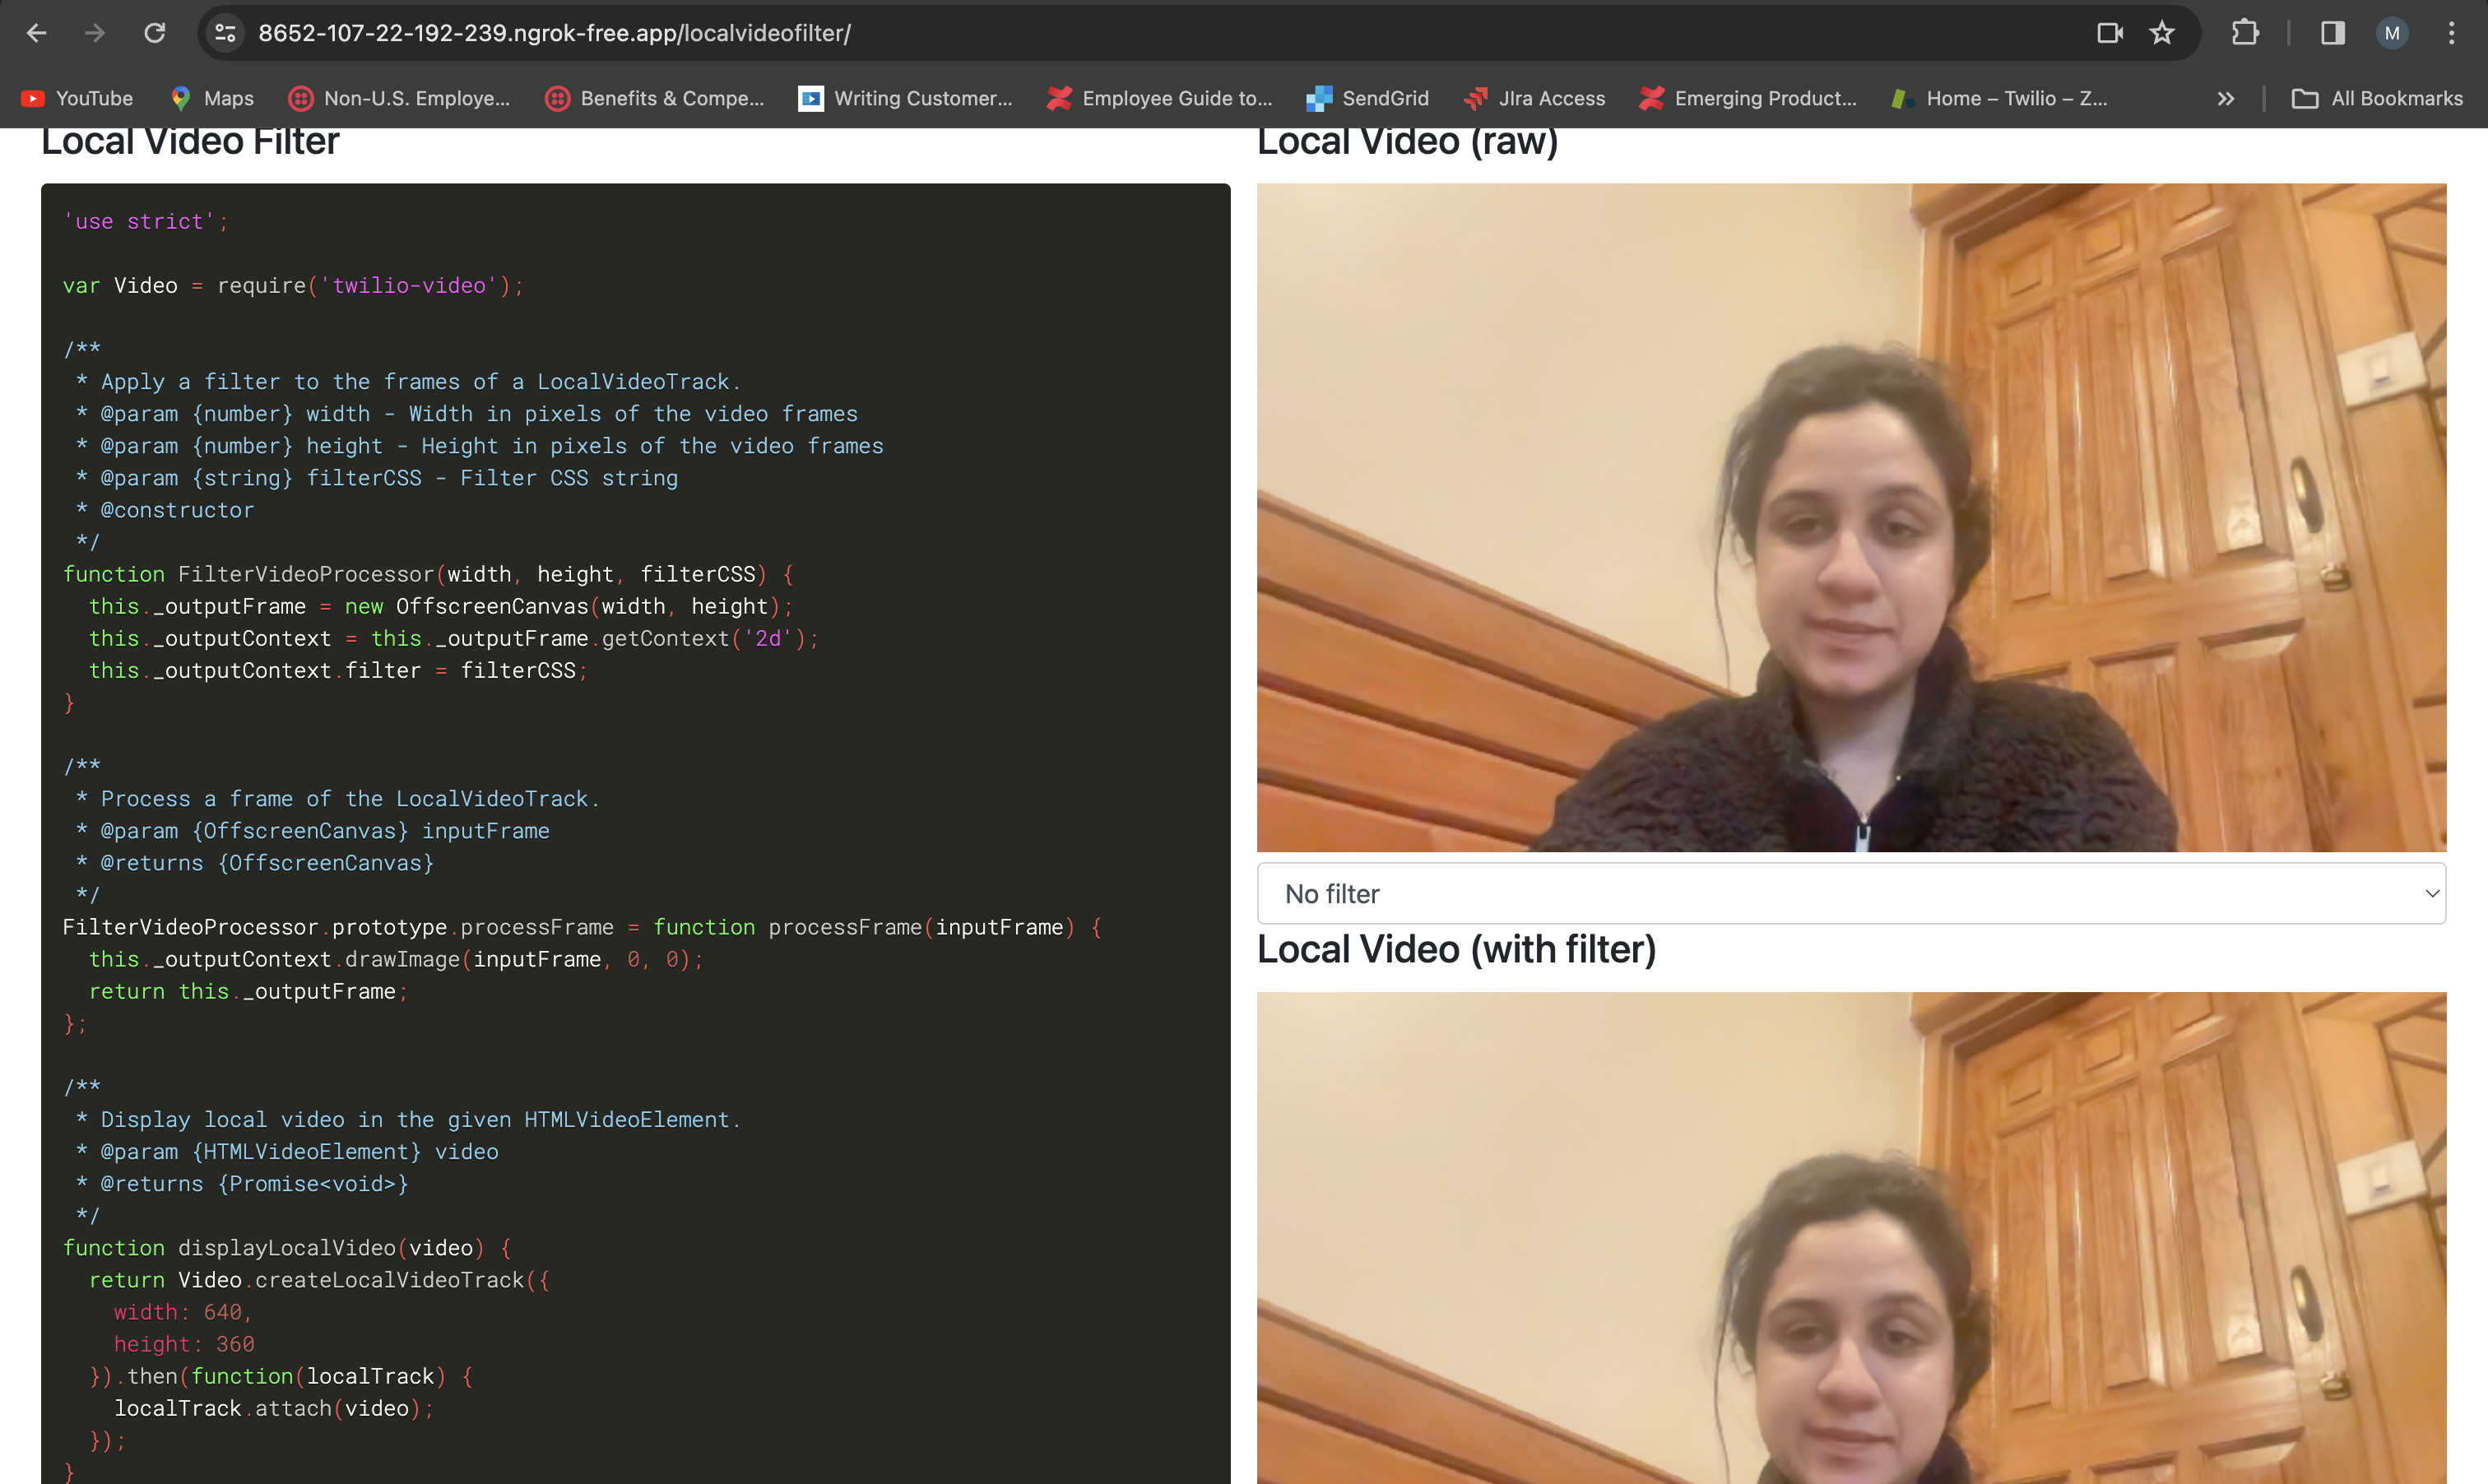 8652-107-22-192-239.ngrok-free.app/localvideofilter/
M
YouTube
Maps
Non-U.S. Employe...
Benefits & Compe...
Writing Customer...
Employee Guide to...
SendGrid
JIra Access
Emerging Product...
Home – Twilio – Z...
All Bookmarks
Local Video Filter
'use strict';
var Video = require('twilio-video');
/**
 * Apply a filter to the frames of a LocalVideoTrack.
 * @param {number} width - Width in pixels of the video frames
 * @param {number} height - Height in pixels of the video frames
 * @param {string} filterCSS - Filter CSS string
 * @constructor
 */
function FilterVideoProcessor(width, height, filterCSS) {
  this._outputFrame = new OffscreenCanvas(width, height);
  this._outputContext = this._outputFrame.getContext('2d');
  this._outputContext.filter = filterCSS;
}
/**
 * Process a frame of the LocalVideoTrack.
 * @param {OffscreenCanvas} inputFrame
 * @returns {OffscreenCanvas}
 */
FilterVideoProcessor.prototype.processFrame = function processFrame(inputFrame) {
  this._outputContext.drawImage(inputFrame, 0, 0);
  return this._outputFrame;
};
/**
 * Display local video in the given HTMLVideoElement.
 * @param {HTMLVideoElement} video
 * @returns {Promise<void>}
 */
function displayLocalVideo(video) {
  return Video.createLocalVideoTrack({
    width: 640,
    height: 360
  }).then(function(localTrack) {
    localTrack.attach(video);
  });
}
Local Video (raw)
No filter
Local Video (with filter)